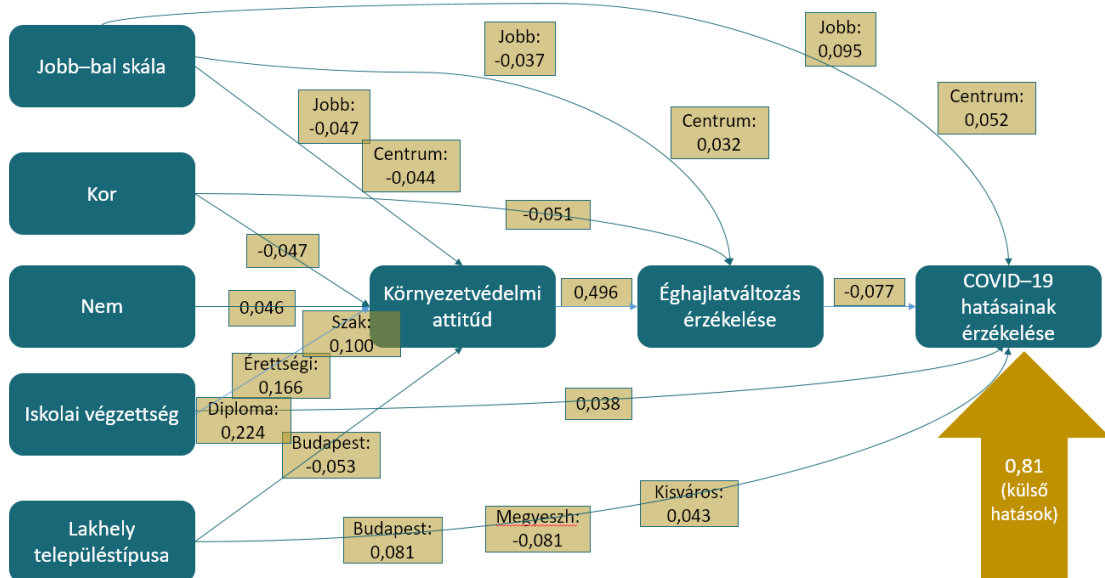 Jobb–bal skála
Kor
Nem
Iskolai végzettség
Lakhely
településtípusa
Jobb:
-0,037
Jobb:
0,095
Jobb:
-0,047
Centrum:
-0,044
Centrum:
0,032
Centrum:
0,052
-0,051
-0,047
0,046
Szak:
0,100
Érettségi:
0,166
Diploma:
0,224
Budapest:
-0,053
Környezetvédelmi
attitűd
0,496
Éghajlatváltozás
érzékelése
-0,077
COVID–19
hatásainak
érzékelése
0,038
Budapest:
0,081
Megyeszh:
-0,081
Kisváros:
0,043
0,81
(külső
hatások)